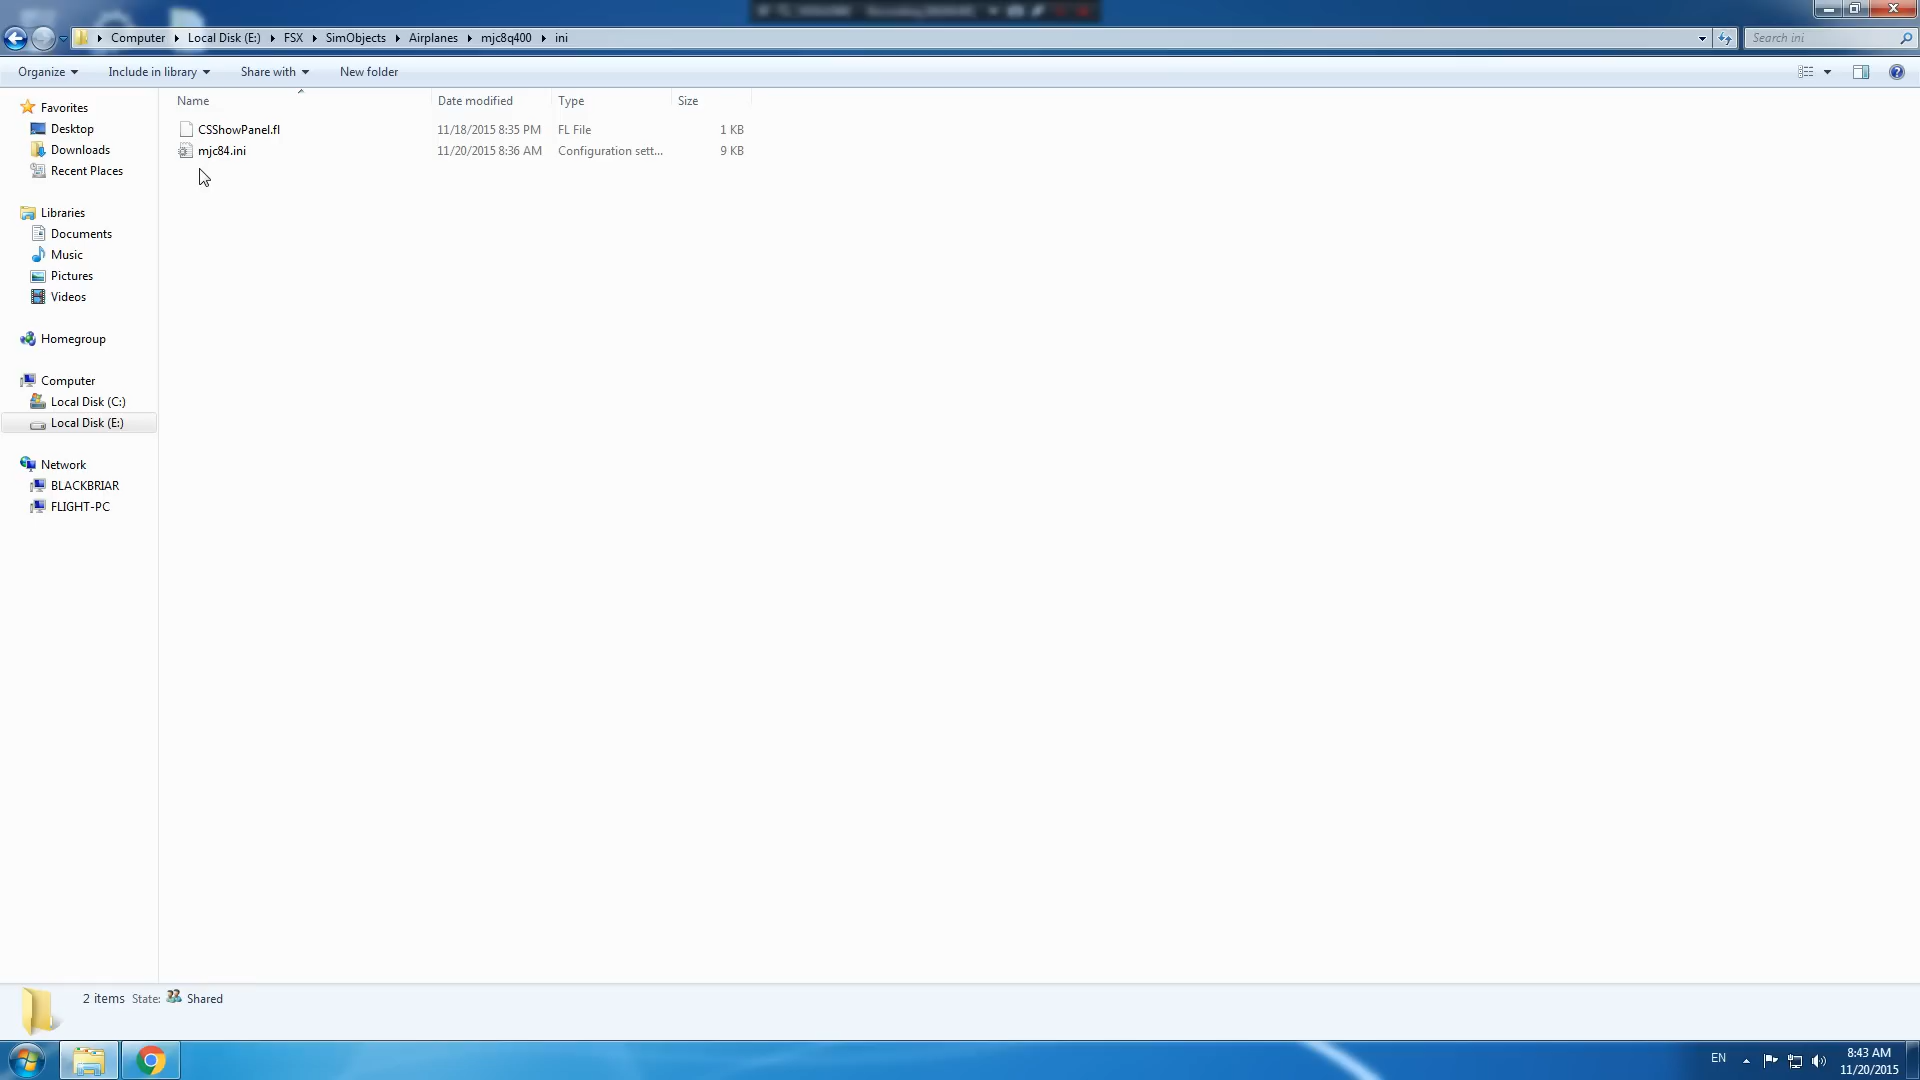 Computer Local Disk (E:) FSX SimObjects Airplanes mjc8q400 ini
Search ini
Organize Include in library Share with New folder
Name Date modified Type Size
CSShowPanel.fl 11/18/2015 8:35 PM FL File 1 KB
mjc84.ini 11/20/2015 8:36 AM Configuration sett... 9 KB
Favorites
Desktop
Downloads
Recent Places
Libraries
Documents
Music
Pictures
Videos
Homegroup
Computer
Local Disk (C:)
Local Disk (E:)
Network
BLACKBRIAR
FLIGHT-PC
2 items State: Shared
EN
8:43 AM
11/20/2015